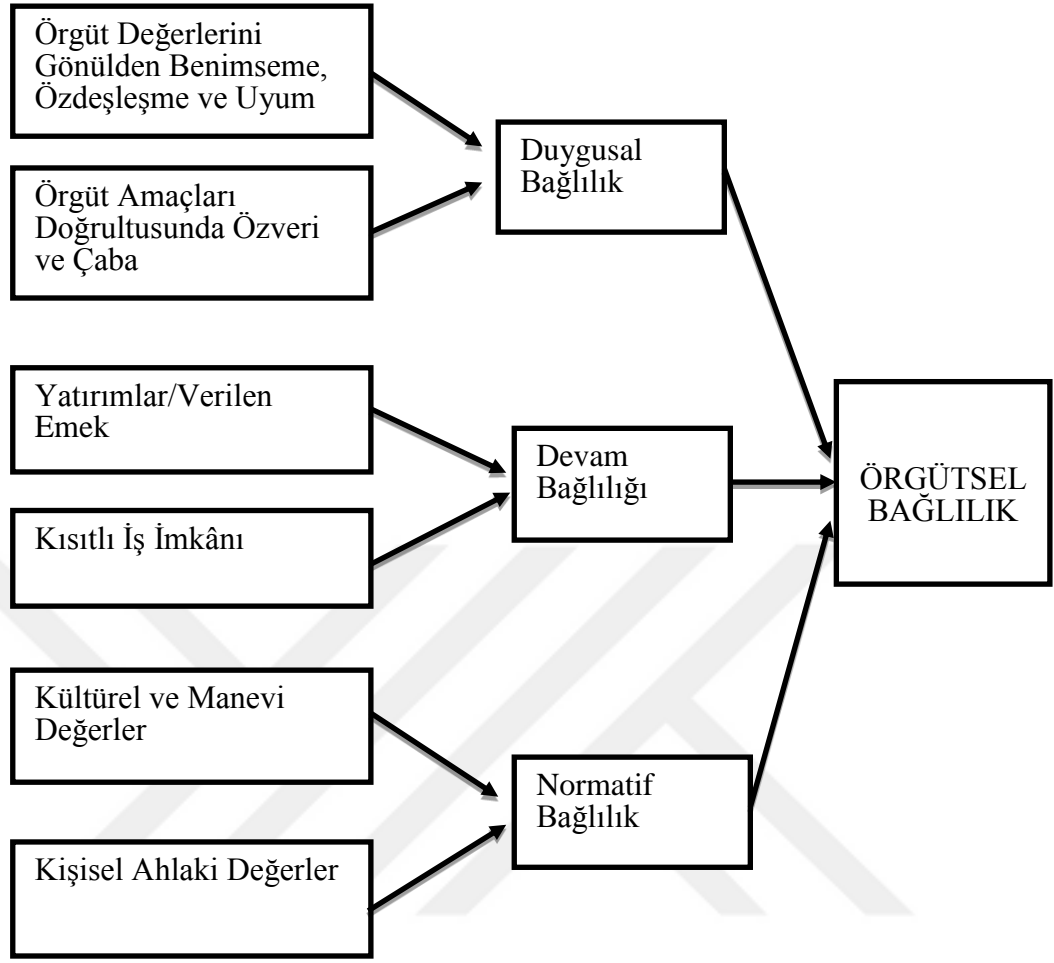 Örgüt Değerlerini
Gönülden Benimseme,
Özdeşleşme ve Uyum
Örgüt Amaçları
Doğrultusunda Özveri
ve Çaba
Duygusal
Bağlılık
Yatırımlar/Verilen
Emek
Kısıtlı İş İmkânı
Devam
Bağlılığı
ÖRGÜTSEL
BAĞLILIK
Kültürel ve Manevi
Değerler
Kişisel Ahlaki Değerler
Normatif
Bağlılık